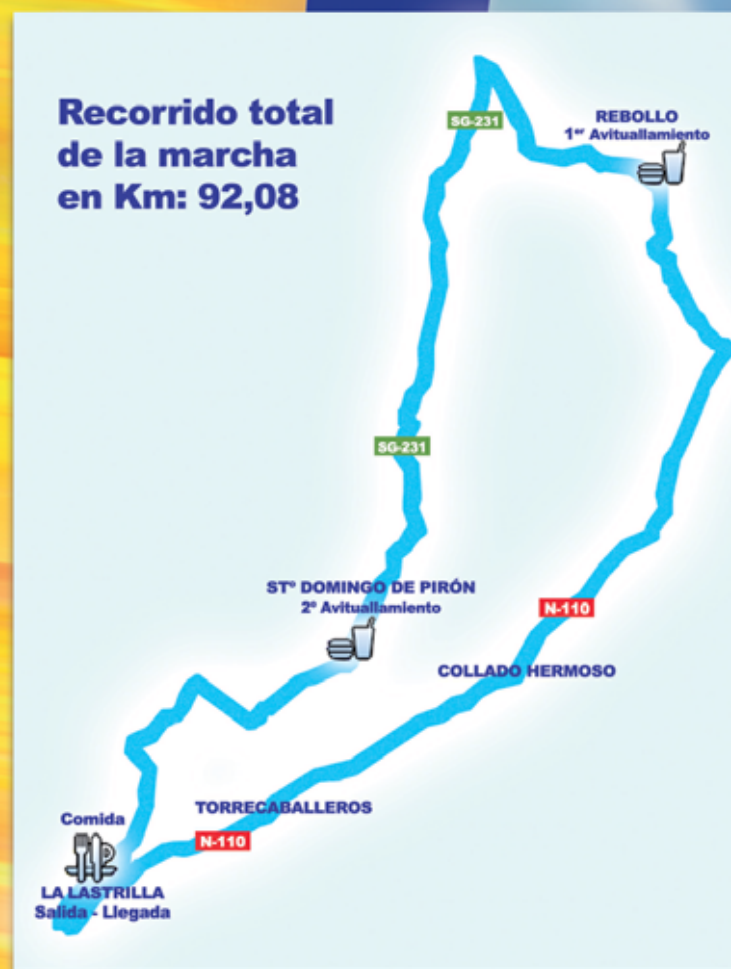 Recorrido total
de la marcha
en Km: 92,08
SG-231
REBOLLO
1er Avituallamiento
SG-231
STº DOMINGO DE PIRÓN
2º Avituallamiento
N-110
COLLADO HERMOSO
TORRECABALLEROS
Comida
N-110
LA LASTRILLA
Salida - Llegada